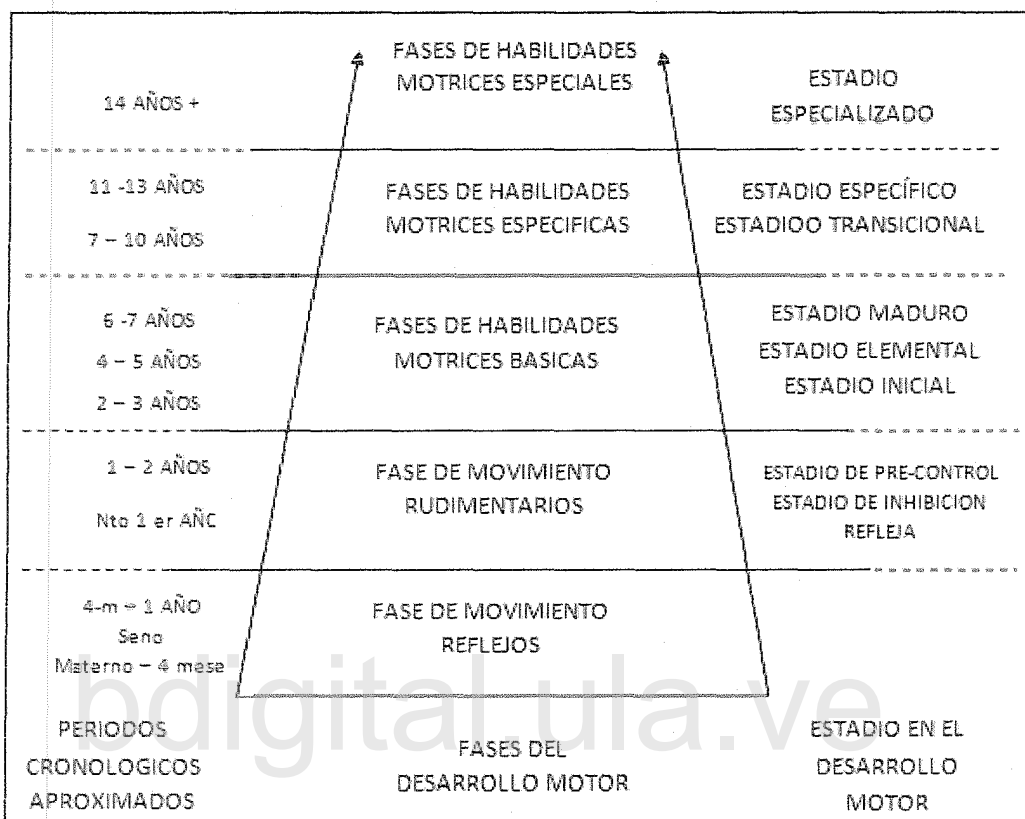 FASES DE HABILIDADES
MOTRICES ESPECIALES
14 AÑOS +
ESTADIO
ESPECIALIZADO
11 -13 AÑOS
7 – 10 AÑOS
FASES DE HABILIDADES
MOTRICES ESPECIFICAS
ESTADIO ESPECÍFICO
ESTADIOO TRANSICIONAL
6 -7 AÑOS
4 – 5 AÑOS
2 – 3 AÑOS
FASES DE HABILIDADES
MOTRICES BASICAS
ESTADIO MADURO
ESTADIO ELEMENTAL
ESTADIO INICIAL
1 – 2 AÑOS
Nto 1 er AÑC
FASE DE MOVIMIENTO
RUDIMENTARIOS
ESTADIO DE PRE-CONTROL
ESTADIO DE INHIBICION
REFLEJA
4-m – 1 AÑO
Seno
Materno – 4 mese
FASE DE MOVIMIENTO
REFLEJOS
PERIODOS
CRONOLOGICOS
APROXIMADOS
FASES DEL
DESARROLLO MOTOR
ESTADIO EN EL
DESARROLLO
MOTOR
bdigital.ula.ve